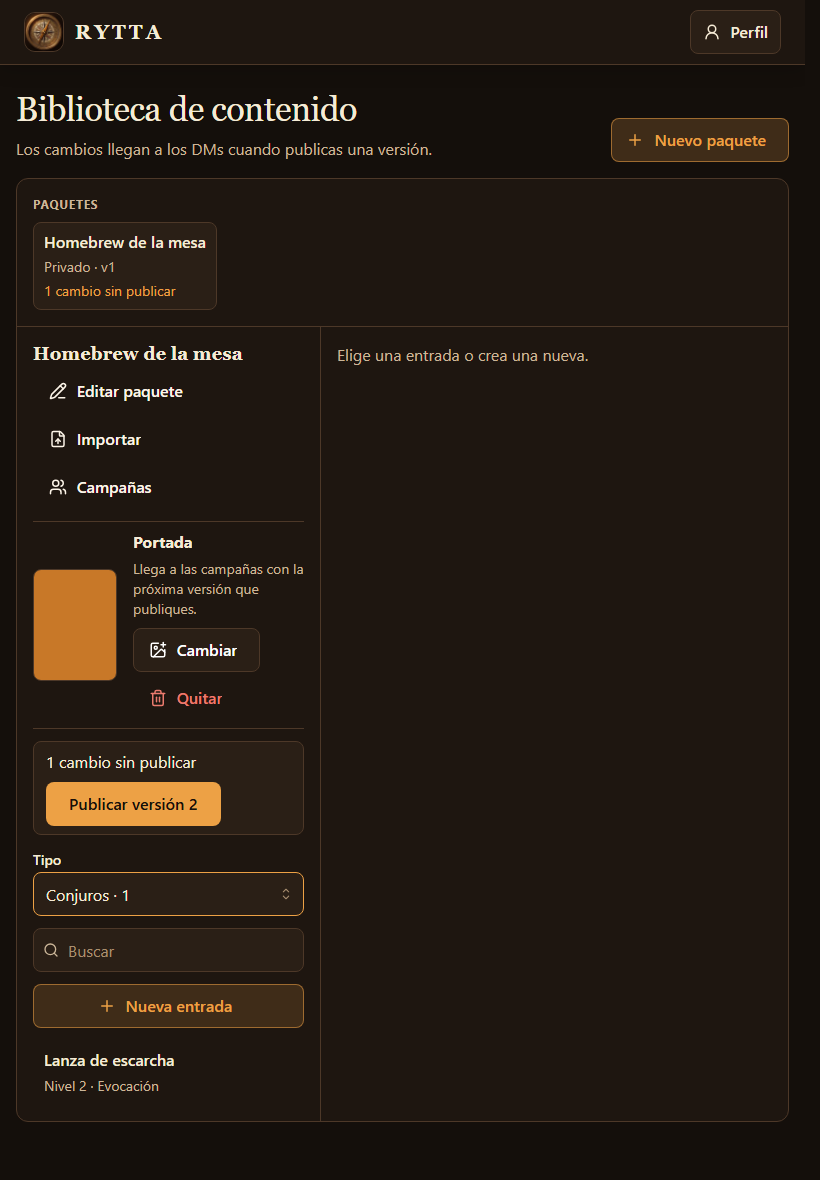 RYTTA
Perfil
Biblioteca de contenido
Los cambios llegan a los DMs cuando publicas una versión.
Nuevo paquete
PAQUETES
Homebrew de la mesa
Privado · v1
1 cambio sin publicar
Homebrew de la mesa
Editar paquete
Importar
Campañas
Portada
Llega a las campañas con la
próxima versión que
publiques.
Cambiar
Quitar
1 cambio sin publicar
Publicar versión 2
Tipo
Conjuros · 1
Buscar
Nueva entrada
Lanza de escarcha
Nivel 2 · Evocación
Elige una entrada o crea una nueva.